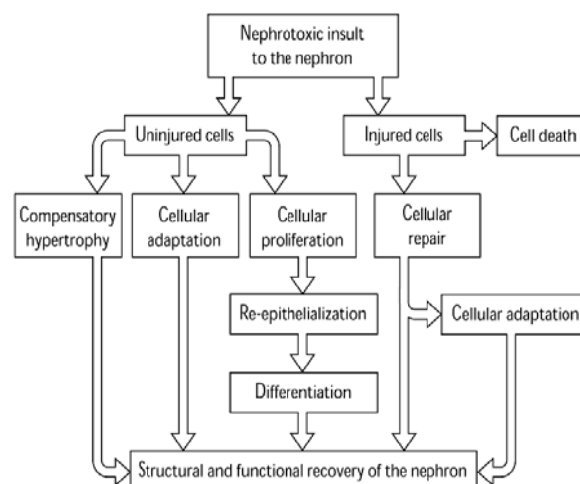 Nephrotoxic insult
to the nephron
Uninjured cells
Injured cells
Cell death
Compensatory
hypertrophy
Cellular
adaptation
Cellular
proliferation
Cellular
repair
Re-epithelialization
Cellular adaptation
Differentiation
Structural and functional recovery of the nephron